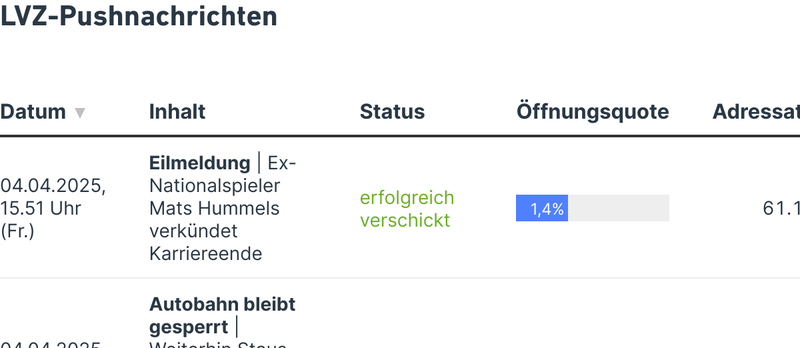 LVZ-Pushnachrichten
Datum ▼ Inhalt Status Öffnungsquote Adressat
04.04.2025,
15.51 Uhr
(Fr.)
Eilmeldung | Ex-
Nationalspieler
Mats Hummels
verkündet
Karriereende
erfolgreich
verschickt
1,4%
61.1
Autobahn bleibt
gesperrt |
04.04.2025